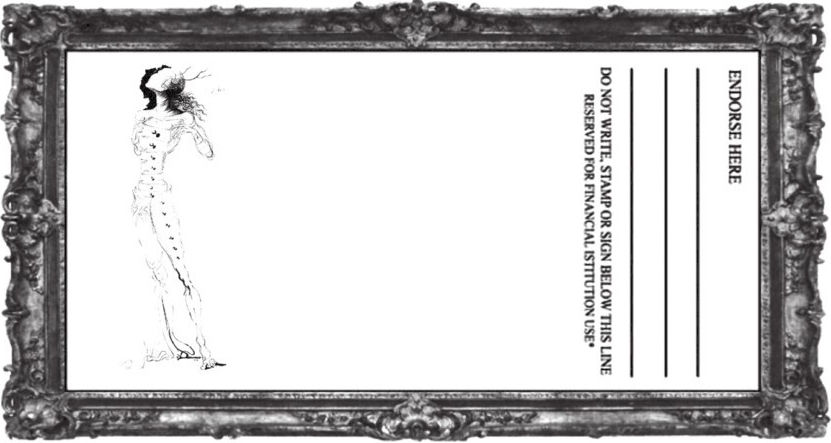 ENDORSE HERE
DO NOT WRITE, STAMP OR SIGN BELOW THIS LINE
RESERVED FOR FINANCIAL ISTITUTION USE*